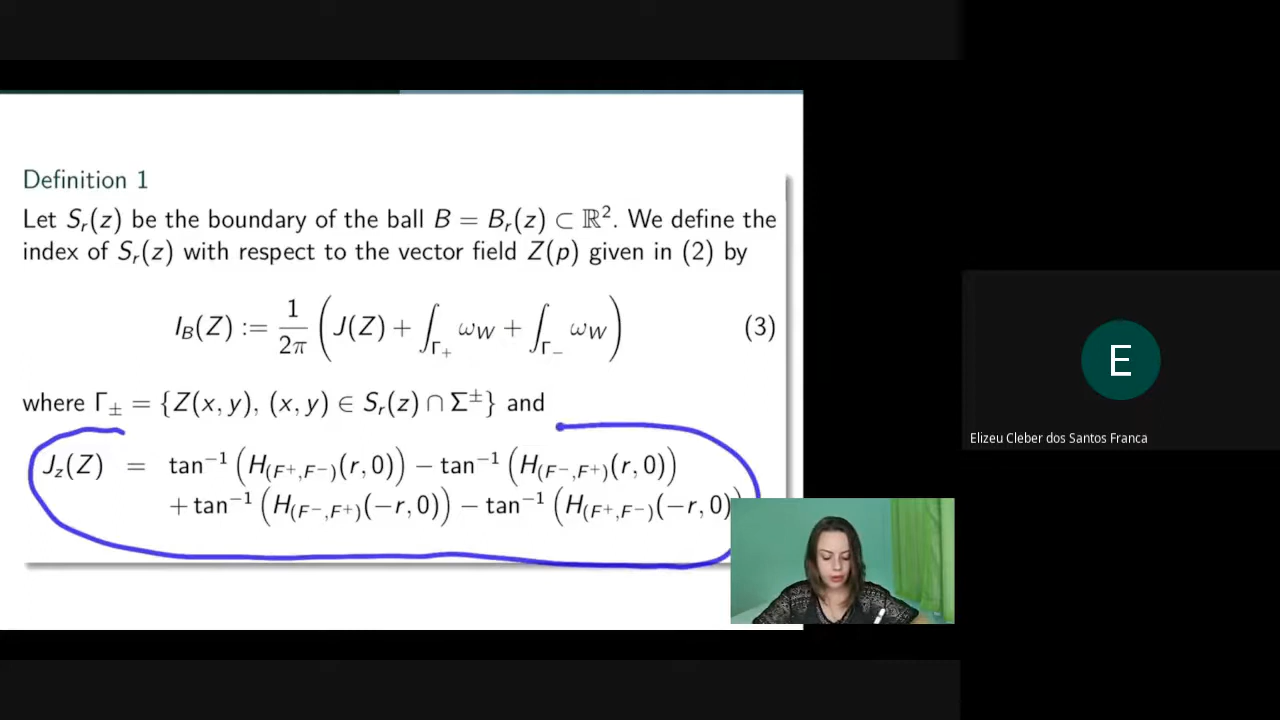 Definition 1
Let S_r(z) be the boundary of the ball B = B_r(z) ⊂ ℝ². We define the
index of S_r(z) with respect to the vector field Z(p) given in (2) by
I_B(Z) := 1/2π (J(Z) + ∫_Γ₊ ω_W + ∫_Γ₋ ω_W) (3)
where Γ_± = {Z(x, y), (x, y) ∈ S_r(z) ∩ Σ^±} and
J_z(Z) = tan⁻¹ (H_(F⁺,F⁻)(r, 0)) − tan⁻¹ (H_(F⁻,F⁺)(r, 0))
+ tan⁻¹ (H_(F⁻,F⁺)(−r, 0)) − tan⁻¹ (H_(F⁺,F⁻)(−r, 0))
E
Elizeu Cleber dos Santos Franca